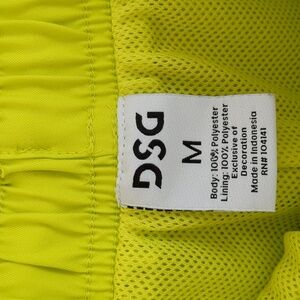 DSG
M
Body: 100% Polyester
Lining: 100% Polyester
Exclusive of
Decoration
Made in Indonesia
RN# 104141